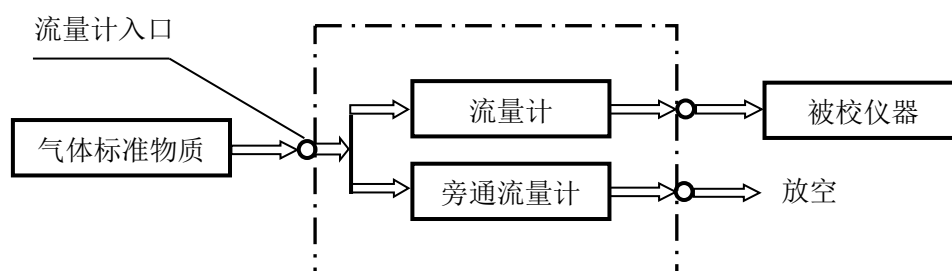 流量计入口
流量计
被校仪器
气体标准物质
旁通流量计
放空